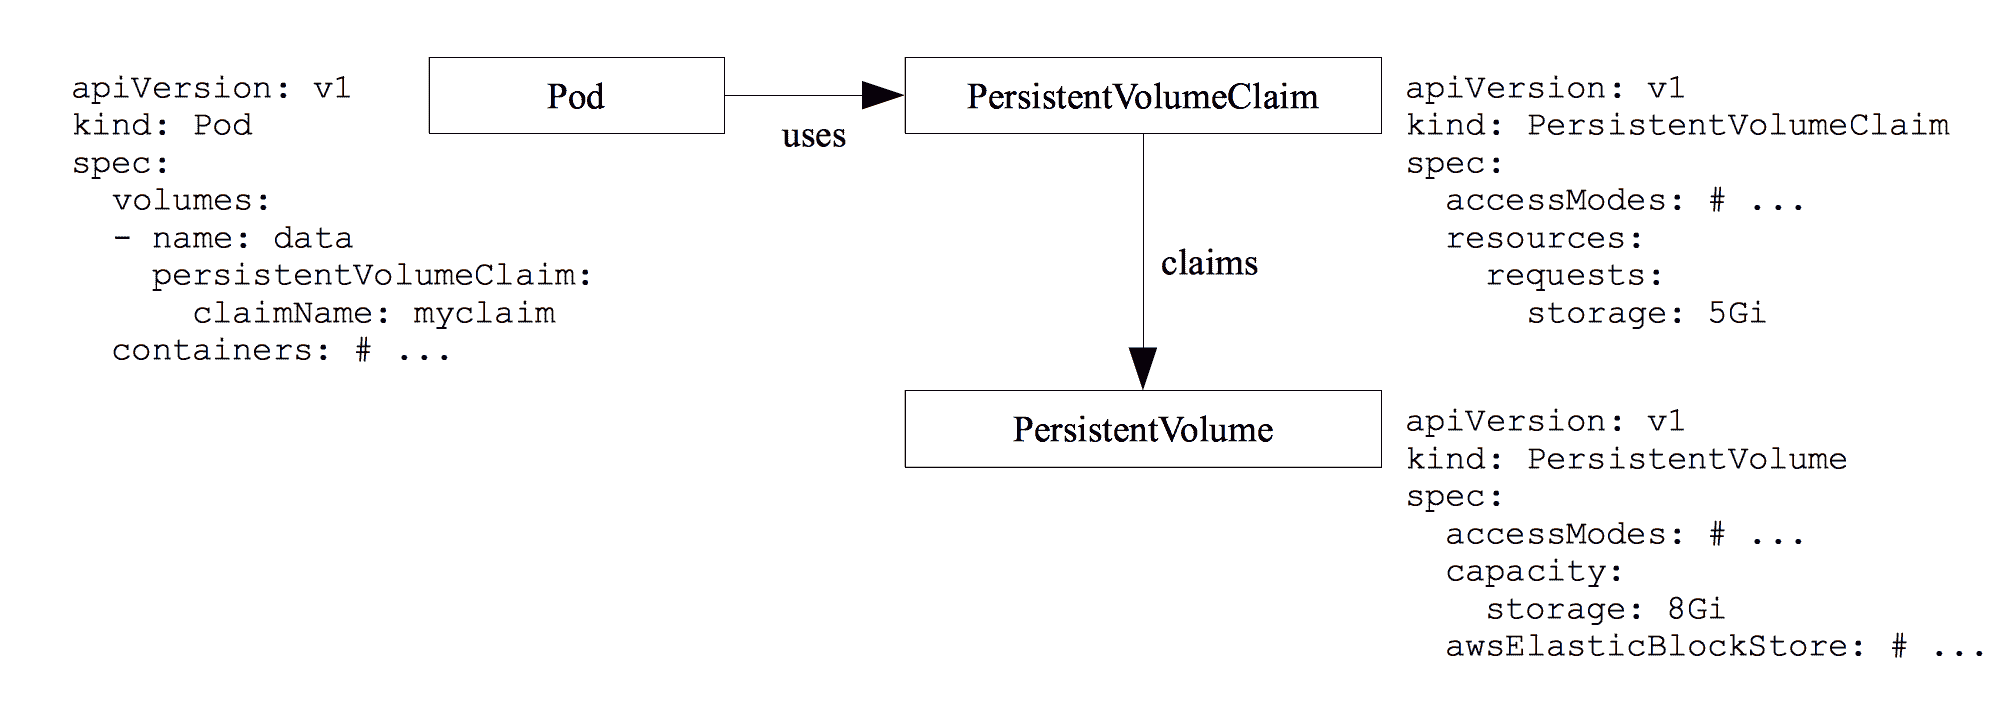 apiVersion: v1
kind: Pod
spec:
  volumes:
  - name: data
    persistentVolumeClaim:
      claimName: myclaim
  containers: # ...
Pod
uses
PersistentVolumeClaim
apiVersion: v1
kind: PersistentVolumeClaim
spec:
  accessModes: # ...
  resources:
    requests:
      storage: 5Gi
claims
PersistentVolume
apiVersion: v1
kind: PersistentVolume
spec:
  accessModes: # ...
  capacity:
    storage: 8Gi
  awsElasticBlockStore: # ...